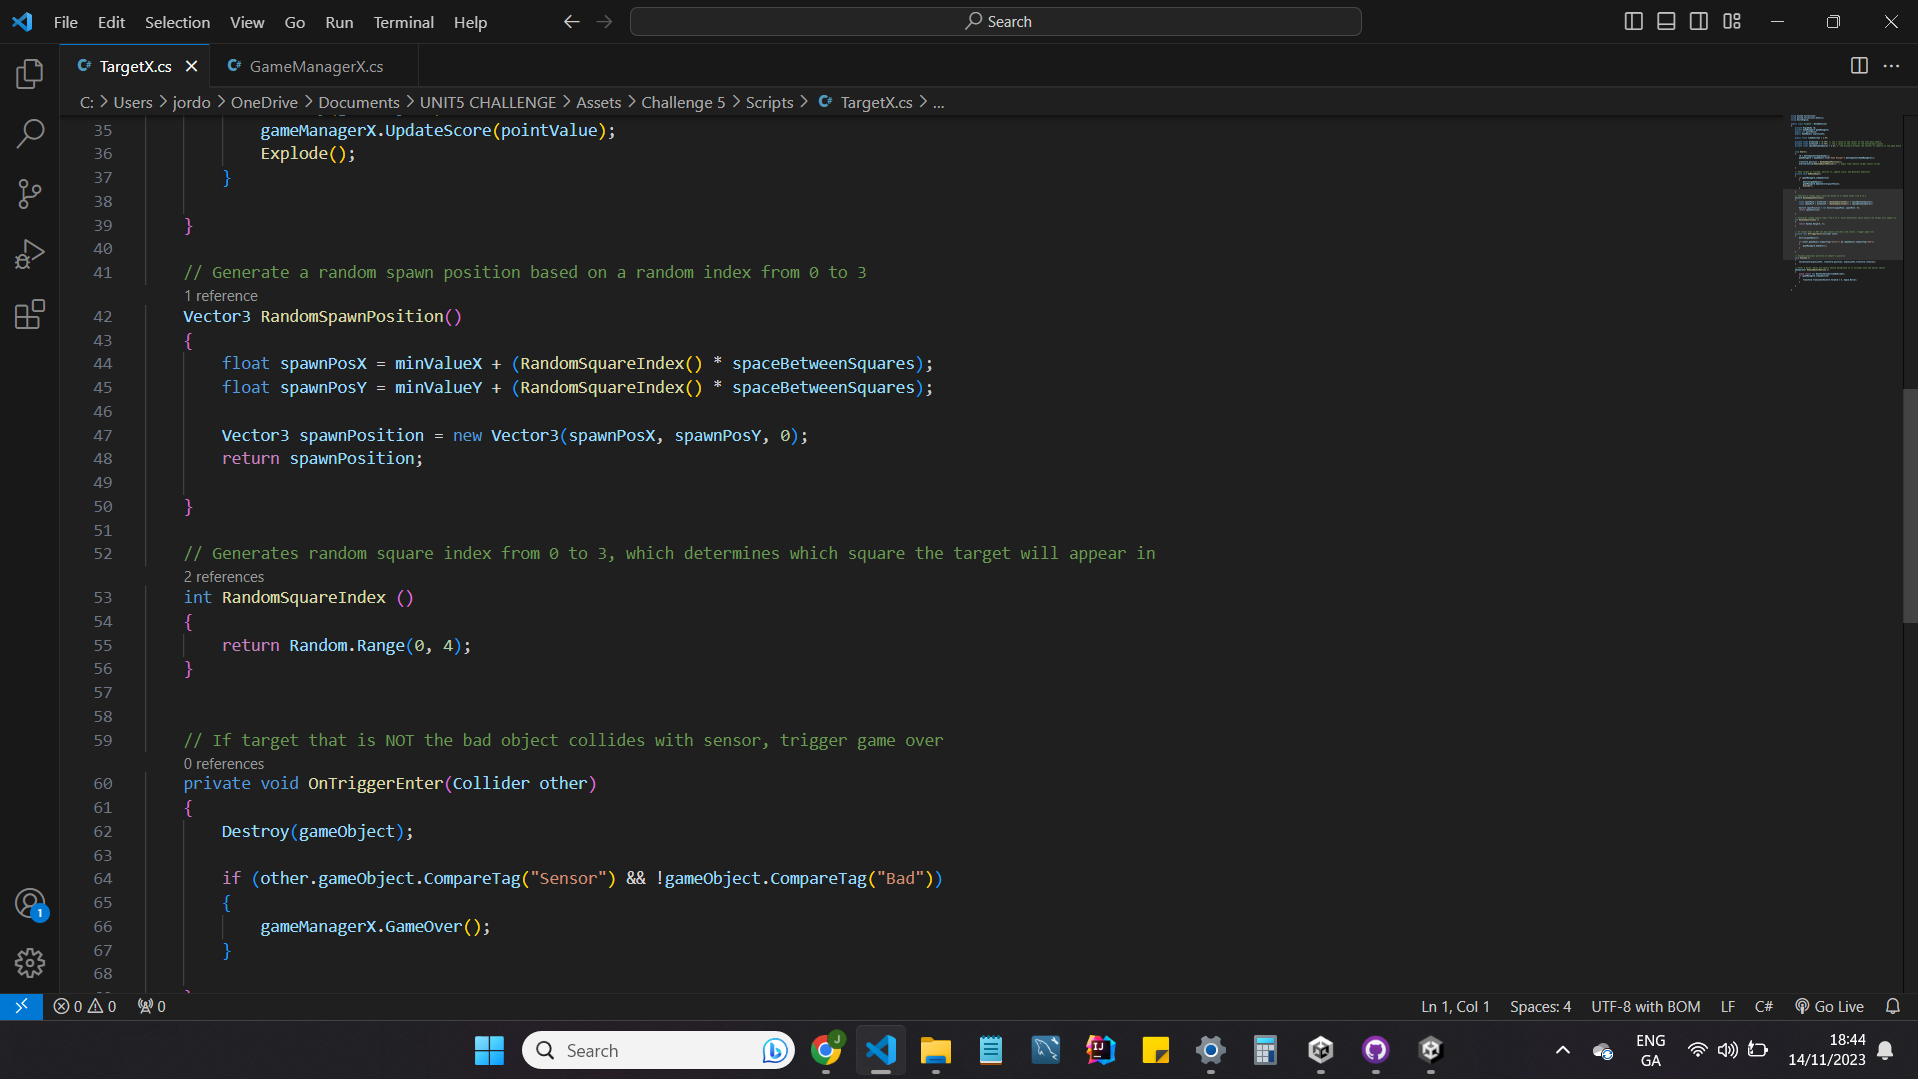 File Edit Selection View Go Run Terminal Help Search
TargetX.cs GameManagerX.cs
C: > Users > jordo > OneDrive > Documents > UNIT5 CHALLENGE > Assets > Challenge 5 > Scripts > TargetX.cs > ...
35 gameManagerX.UpdateScore(pointValue);
36 Explode();
37 }
38
39 }
40
41 // Generate a random spawn position based on a random index from 0 to 3
1 reference
42 Vector3 RandomSpawnPosition()
43 {
44 float spawnPosX = minValueX + (RandomSquareIndex() * spaceBetweenSquares);
45 float spawnPosY = minValueY + (RandomSquareIndex() * spaceBetweenSquares);
46
47 Vector3 spawnPosition = new Vector3(spawnPosX, spawnPosY, 0);
48 return spawnPosition;
49
50 }
51
52 // Generates random square index from 0 to 3, which determines which square the target will appear in
2 references
53 int RandomSquareIndex ()
54 {
55 return Random.Range(0, 4);
56 }
57
58
59 // If target that is NOT the bad object collides with sensor, trigger game over
0 references
60 private void OnTriggerEnter(Collider other)
61 {
62 Destroy(gameObject);
63
64 if (other.gameObject.CompareTag("Sensor") && !gameObject.CompareTag("Bad"))
65 {
66 gameManagerX.GameOver();
67 }
68
1
0 0 0 Ln 1, Col 1 Spaces: 4 UTF-8 with BOM LF C# Go Live
Search J ENG GA 18:44 14/11/2023